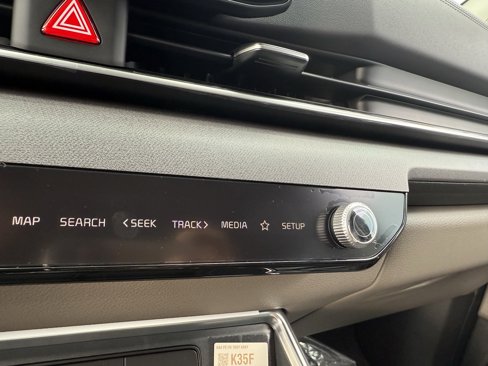 MAP SEARCH <SEEK TRACK> MEDIA ☆ SETUP
K35F